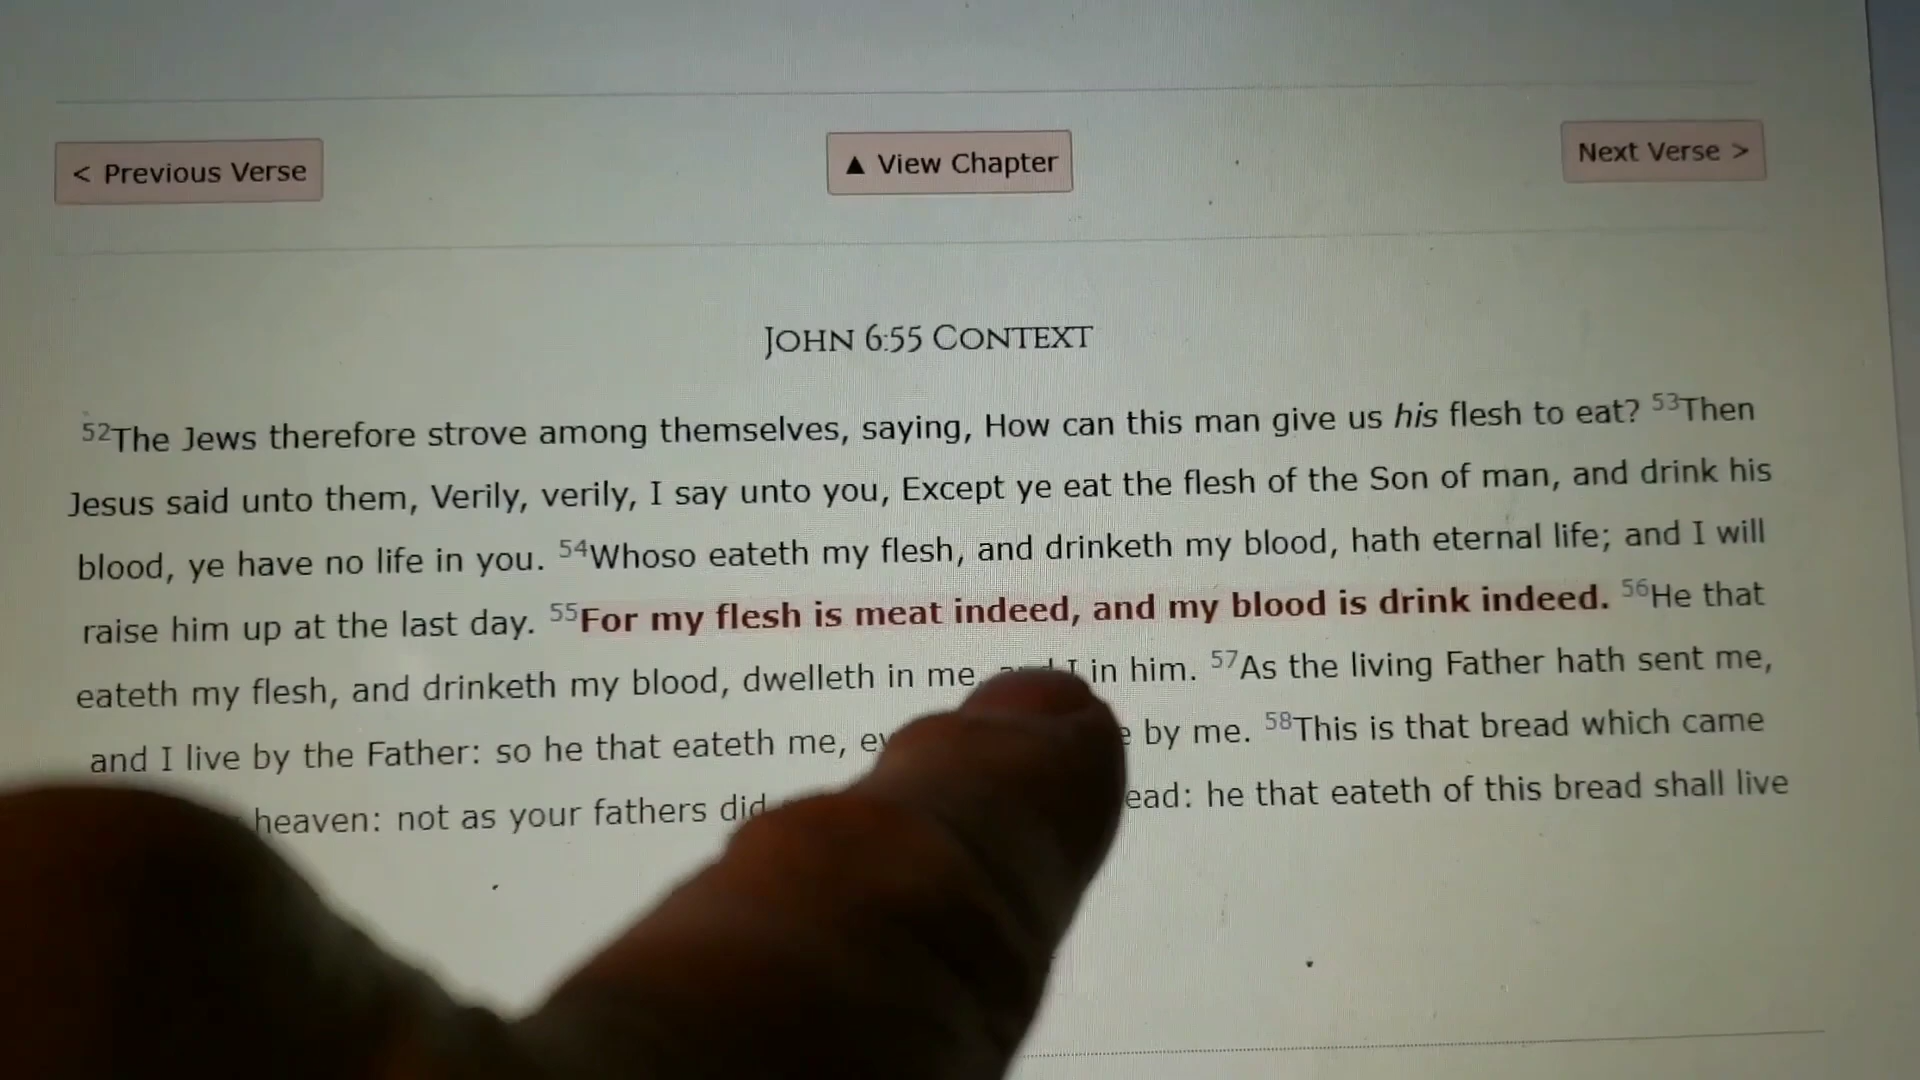 < Previous Verse
▲ View Chapter
Next Verse >
John 6:55 Context
52The Jews therefore strove among themselves, saying, How can this man give us his flesh to eat? 53Then
Jesus said unto them, Verily, verily, I say unto you, Except ye eat the flesh of the Son of man, and drink his
blood, ye have no life in you. 54Whoso eateth my flesh, and drinketh my blood, hath eternal life; and I will
raise him up at the last day. 55For my flesh is meat indeed, and my blood is drink indeed. 56He that
eateth my flesh, and drinketh my blood, dwelleth in me, I in him. 57As the living Father hath sent me,
and I live by the Father: so he that eateth me, by me. 58This is that bread which came
heaven: not as your fathers did : he that eateth of this bread shall live